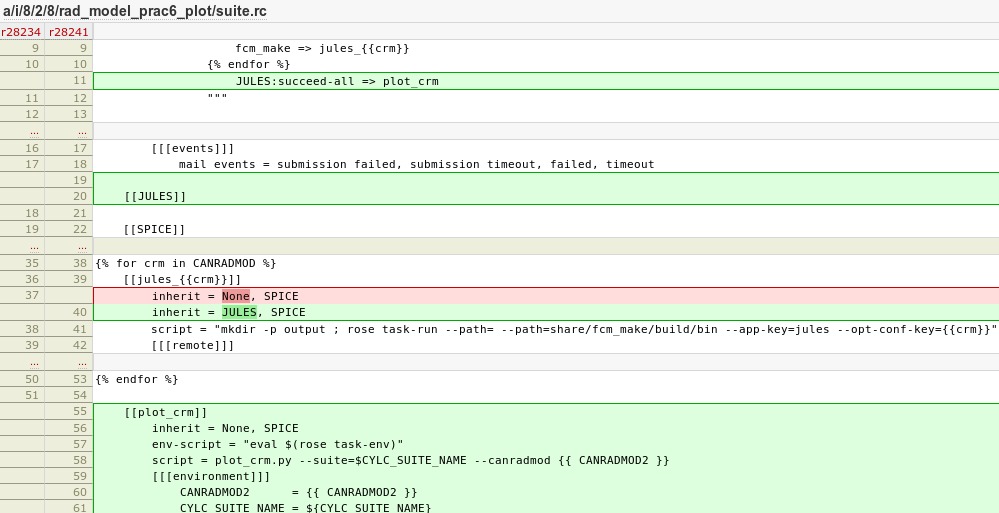 a/i/8/2/8/rad_model_prac6_plot/suite.rc
r28234 r28241
9 9 fcm_make => jules_{{crm}}
10 10 {% endfor %}
11 JULES:succeed-all => plot_crm
11 12 """
12 13
... ...
16 17 [[[events]]]
17 18 mail events = submission failed, submission timeout, failed, timeout
19
20 [[JULES]]
18 21
19 22 [[SPICE]]
... ...
35 38 {% for crm in CANRADMOD %}
36 39 [[jules_{{crm}}]]
37 inherit = None, SPICE
40 inherit = JULES, SPICE
38 41 script = "mkdir -p output ; rose task-run --path= --path=share/fcm_make/build/bin --app-key=jules --opt-conf-key={{crm}}"
39 42 [[[remote]]]
... ...
50 53 {% endfor %}
51 54
55 [[plot_crm]]
56 inherit = None, SPICE
57 env-script = "eval $(rose task-env)"
58 script = plot_crm.py --suite=$CYLC_SUITE_NAME --canradmod {{ CANRADMOD2 }}
59 [[[environment]]]
60 CANRADMOD2 = {{ CANRADMOD2 }}
61 CYLC_SUITE_NAME = ${CYLC_SUITE_NAME}